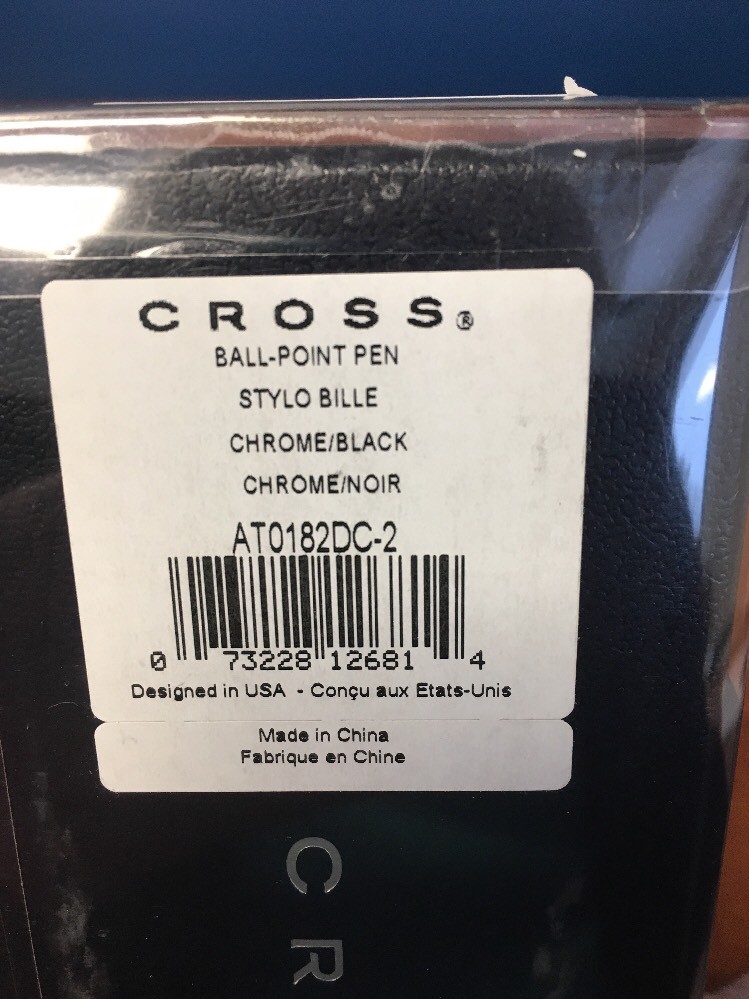 CROSS®
BALL-POINT PEN
STYLO BILLE
CHROME/BLACK
CHROME/NOIR
AT0182DC-2
0 73228 12681 4
Designed in USA - Conçu aux Etats-Unis
Made in China
Fabrique en Chine
C R